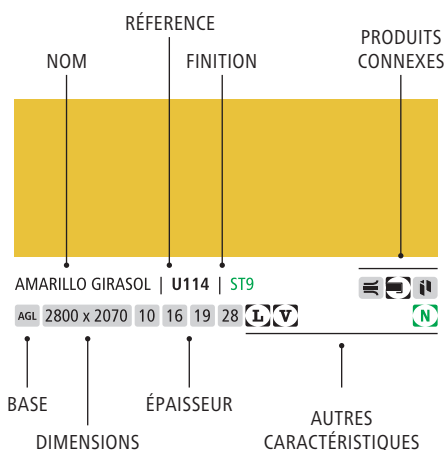 RÉFERENCE
PRODUITS
CONNEXES
NOM
FINITION
AMARILLO GIRASOL | U114 | ST9
AGL 2800 x 2070 10 16 19 28 L V N
BASE
ÉPAISSEUR
AUTRES
CARACTÉRISTIQUES
DIMENSIONS